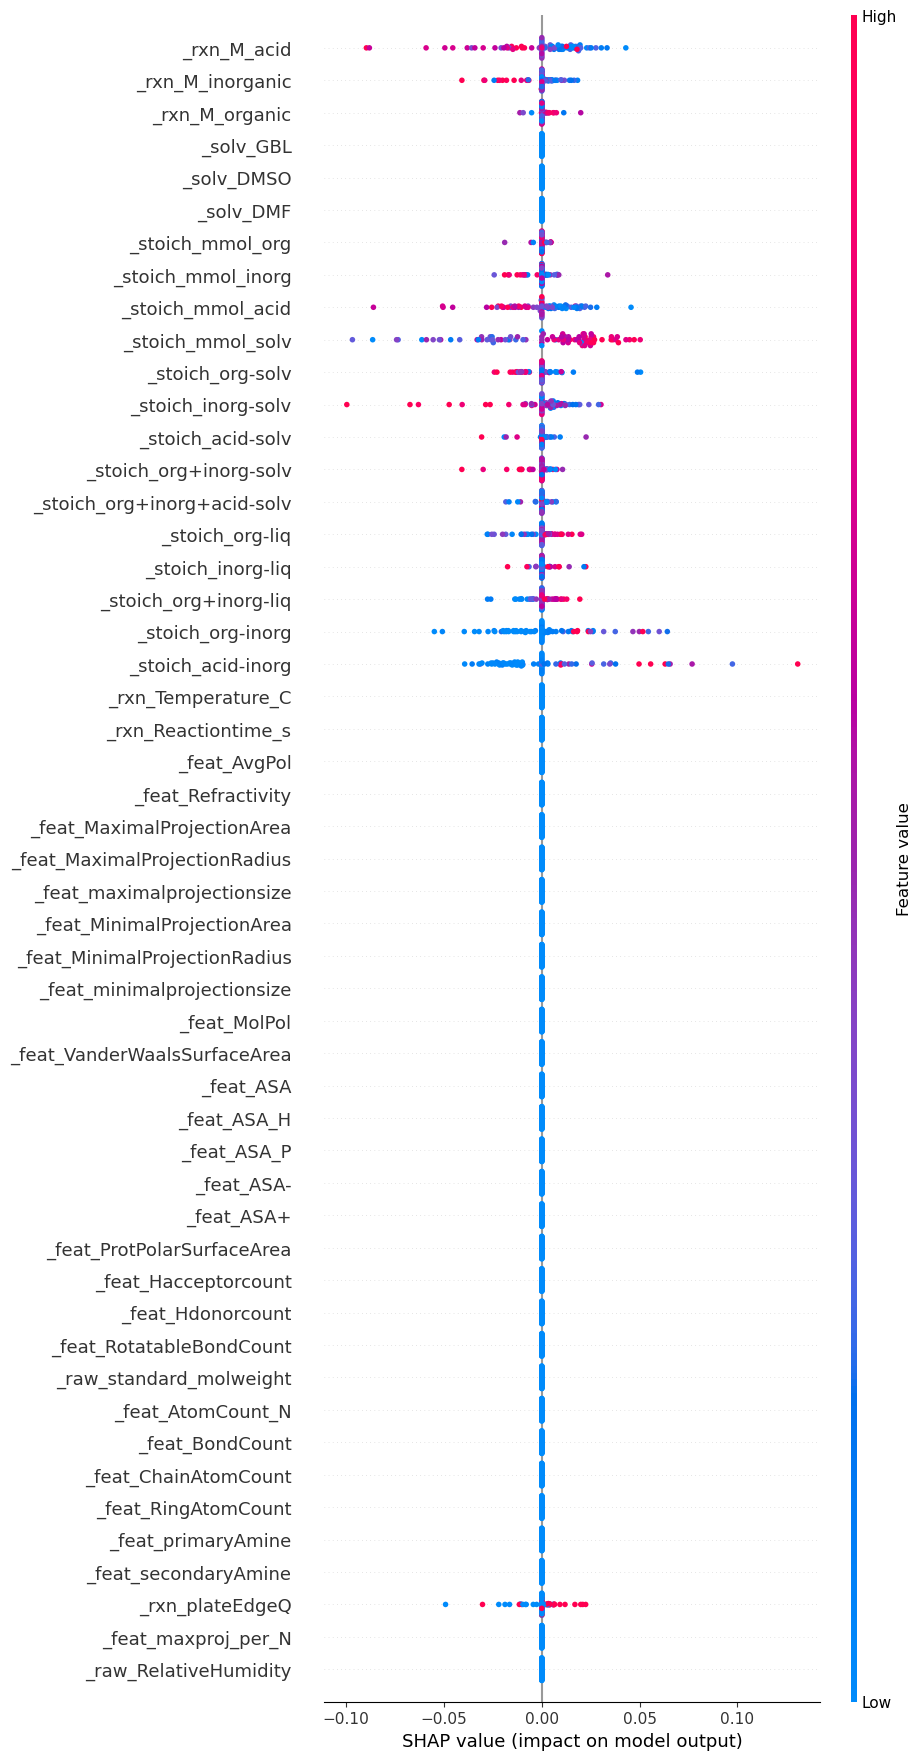 High
_rxn_M_acid
_rxn_M_inorganic
_rxn_M_organic
_solv_GBL
_solv_DMSO
_solv_DMF
_stoich_mmol_org
_stoich_mmol_inorg
_stoich_mmol_acid
_stoich_mmol_solv
_stoich_org-solv
_stoich_inorg-solv
_stoich_acid-solv
_stoich_org+inorg-solv
_stoich_org+inorg+acid-solv
_stoich_org-liq
_stoich_inorg-liq
_stoich_org+inorg-liq
_stoich_org-inorg
_stoich_acid-inorg
_rxn_Temperature_C
_rxn_Reactiontime_s
_feat_AvgPol
_feat_Refractivity
_feat_MaximalProjectionArea
_feat_MaximalProjectionRadius
_feat_maximalprojectionsize
_feat_MinimalProjectionArea
_feat_MinimalProjectionRadius
_feat_minimalprojectionsize
_feat_MolPol
_feat_VanderWaalsSurfaceArea
_feat_ASA
_feat_ASA_H
_feat_ASA_P
_feat_ASA-
_feat_ASA+
_feat_ProtPolarSurfaceArea
_feat_Hacceptorcount
_feat_Hdonorcount
_feat_RotatableBondCount
_raw_standard_molweight
_feat_AtomCount_N
_feat_BondCount
_feat_ChainAtomCount
_feat_RingAtomCount
_feat_primaryAmine
_feat_secondaryAmine
_rxn_plateEdgeQ
_feat_maxproj_per_N
_raw_RelativeHumidity
Feature value
Low
−0.10 −0.05 0.00 0.05 0.10
SHAP value (impact on model output)